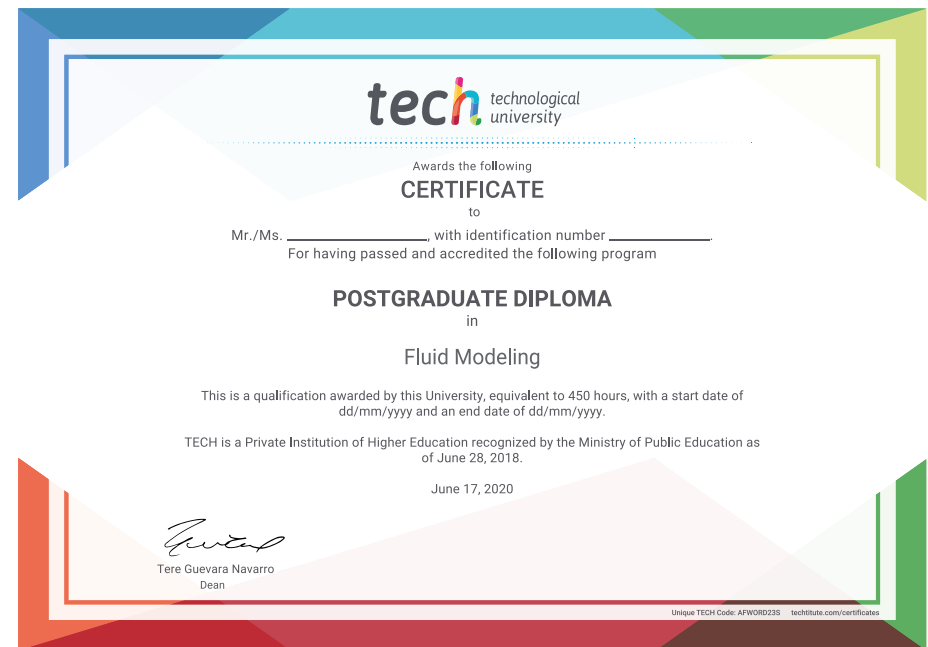 tech technological
university
Awards the following
CERTIFICATE
to
Mr./Ms. ____________________, with identification number ______________.
For having passed and accredited the following program
POSTGRADUATE DIPLOMA
in
Fluid Modeling
This is a qualification awarded by this University, equivalent to 450 hours, with a start date of
dd/mm/yyyy and an end date of dd/mm/yyyy.
TECH is a Private Institution of Higher Education recognized by the Ministry of Public Education as
of June 28, 2018.
June 17, 2020
Tere Guevara Navarro
Dean
Unique TECH Code: AFWORD23S techtitute.com/certificates